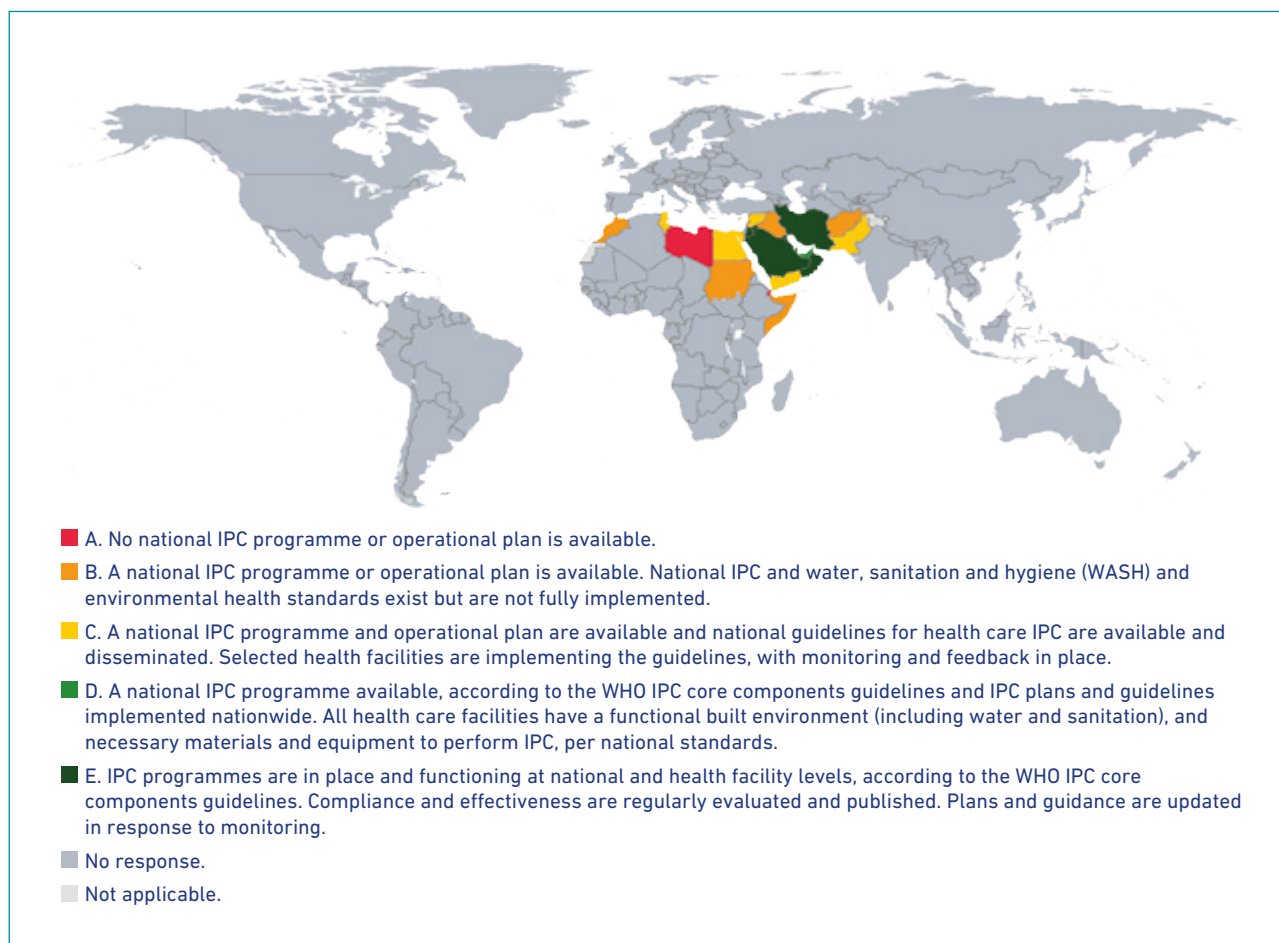 A. No national IPC programme or operational plan is available.
B. A national IPC programme or operational plan is available. National IPC and water, sanitation and hygiene (WASH) and
environmental health standards exist but are not fully implemented.
C. A national IPC programme and operational plan are available and national guidelines for health care IPC are available and
disseminated. Selected health facilities are implementing the guidelines, with monitoring and feedback in place.
D. A national IPC programme available, according to the WHO IPC core components guidelines and IPC plans and guidelines
implemented nationwide. All health care facilities have a functional built environment (including water and sanitation), and
necessary materials and equipment to perform IPC, per national standards.
E. IPC programmes are in place and functioning at national and health facility levels, according to the WHO IPC core
components guidelines. Compliance and effectiveness are regularly evaluated and published. Plans and guidance are updated
in response to monitoring.
No response.
Not applicable.